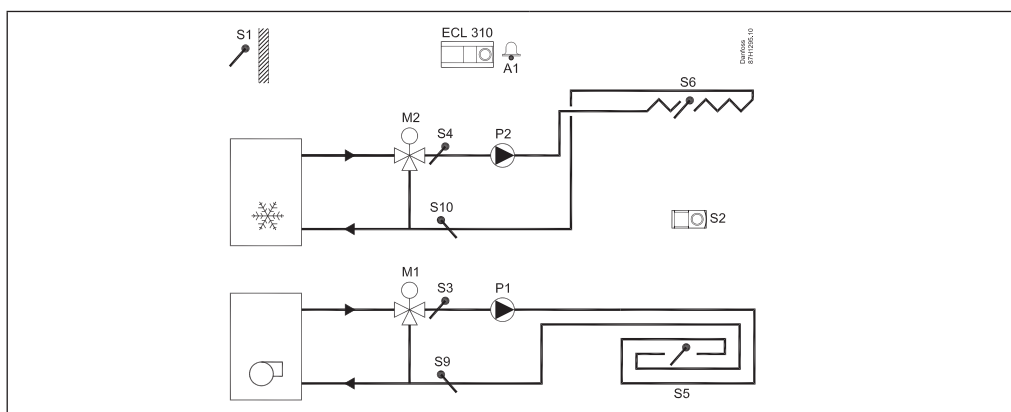 S1
ECL 310
A1
Danfoss
87H1295.10
S6
M2
S4
P2
S10
S2
M1
S3
P1
S9
S5